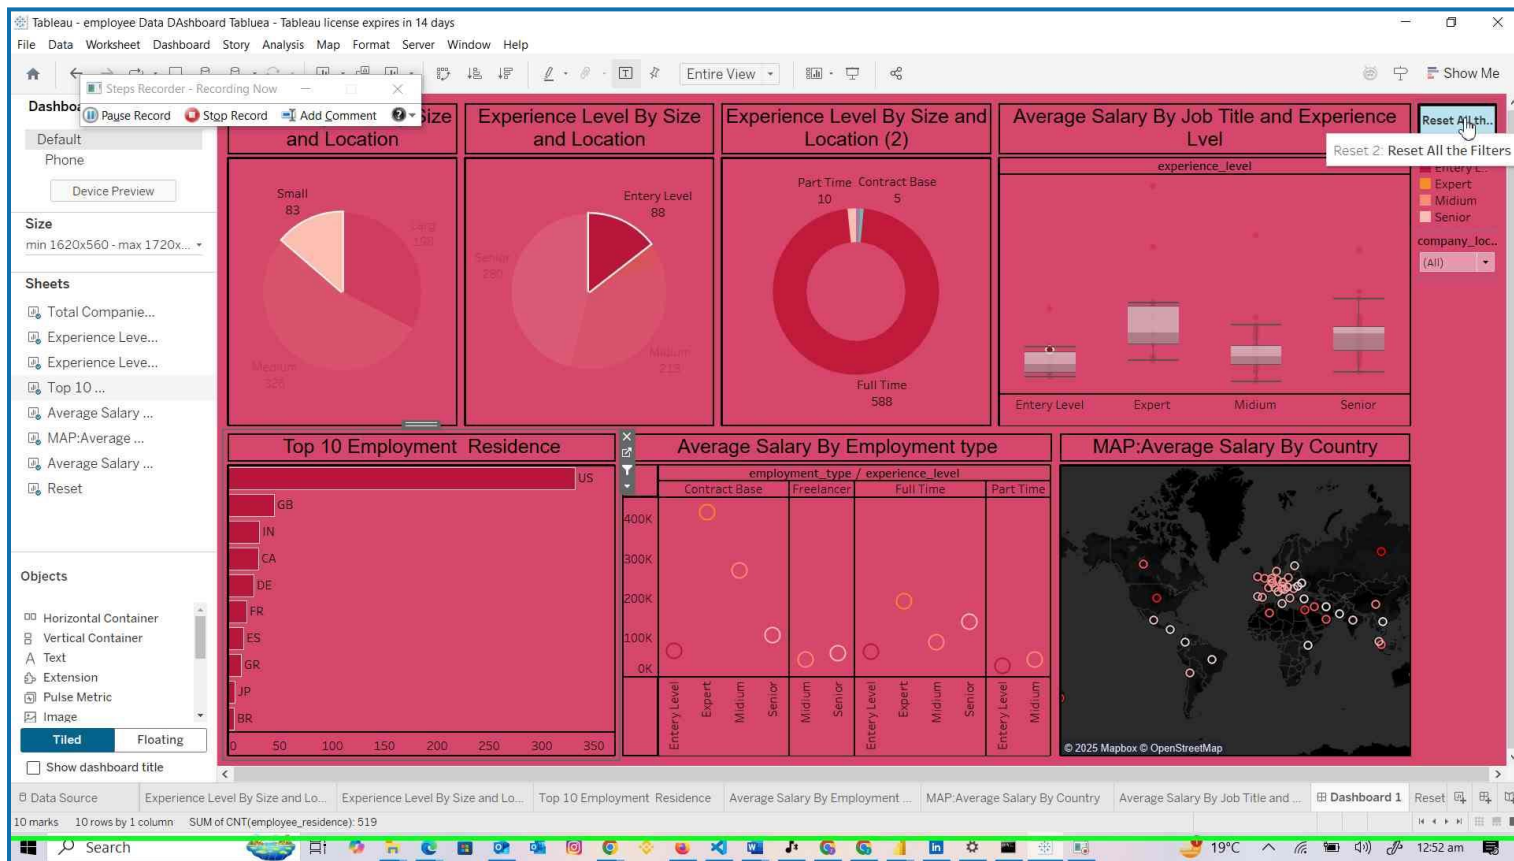 Tableau - employee Data DAshboard Tabluea - Tableau license expires in 14 days
File Data Worksheet Dashboard Story Analysis Map Format Server Window Help
Entire View
Show Me
Steps Recorder - Recording Now
Pause Record Stop Record Add Comment
Default
Phone
Device Preview
Size
min 1620x560 - max 1720x...
Sheets
Total Companie...
Experience Leve...
Experience Leve...
Top 10 ...
Average Salary ...
MAP:Average ...
Average Salary ...
Reset
Objects
Horizontal Container
Vertical Container
Text
Extension
Pulse Metric
Image
Tiled Floating
Show dashboard title
Size
and Location
Small
83
Larg
198
Medium
326
Experience Level By Size
and Location
Entery Level
88
Senior
280
Midium
213
Experience Level By Size and
Location (2)
Part Time Contract Base
10 5
Full Time
588
Average Salary By Job Title and Experience
Lvel
experience_level
Entery Level Expert Midium Senior
Reset All th..
Reset 2: Reset All the Filters
Entery L..
Expert
Midium
Senior
company_loc..
(All)
Top 10 Employment Residence
US
GB
IN
CA
DE
FR
ES
GR
JP
BR
0 50 100 150 200 250 300 350
Average Salary By Employment type
employment_type / experience_level
Contract Base Freelancer Full Time Part Time
400K
300K
200K
100K
0K
Entery Level Expert Midium Senior Midium Senior Entery Level Expert Midium Senior Entery Level Midium
MAP:Average Salary By Country
© 2025 Mapbox © OpenStreetMap
Data Source Experience Level By Size and Lo... Experience Level By Size and Lo... Top 10 Employment Residence Average Salary By Employment ... MAP:Average Salary By Country Average Salary By Job Title and ... Dashboard 1 Reset
10 marks 10 rows by 1 column SUM of CNT(employee_residence): 519
Search
19°C
12:52 am